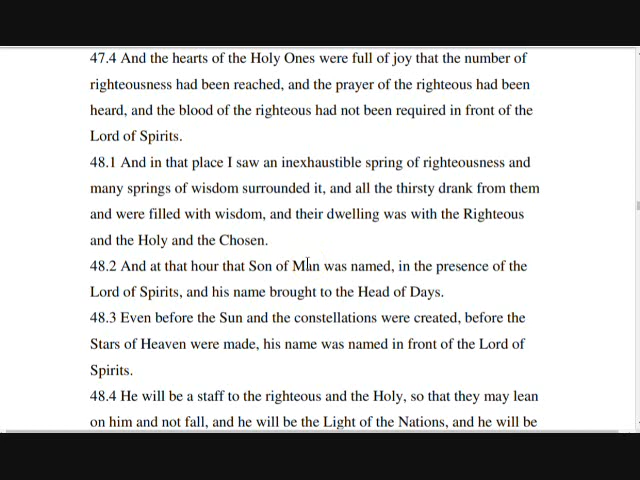 47.4 And the hearts of the Holy Ones were full of joy that the number of
righteousness had been reached, and the prayer of the righteous had been
heard, and the blood of the righteous had not been required in front of the
Lord of Spirits.
48.1 And in that place I saw an inexhaustible spring of righteousness and
many springs of wisdom surrounded it, and all the thirsty drank from them
and were filled with wisdom, and their dwelling was with the Righteous
and the Holy and the Chosen.
48.2 And at that hour that Son of Man was named, in the presence of the
Lord of Spirits, and his name brought to the Head of Days.
48.3 Even before the Sun and the constellations were created, before the
Stars of Heaven were made, his name was named in front of the Lord of
Spirits.
48.4 He will be a staff to the righteous and the Holy, so that they may lean
on him and not fall, and he will be the Light of the Nations, and he will be